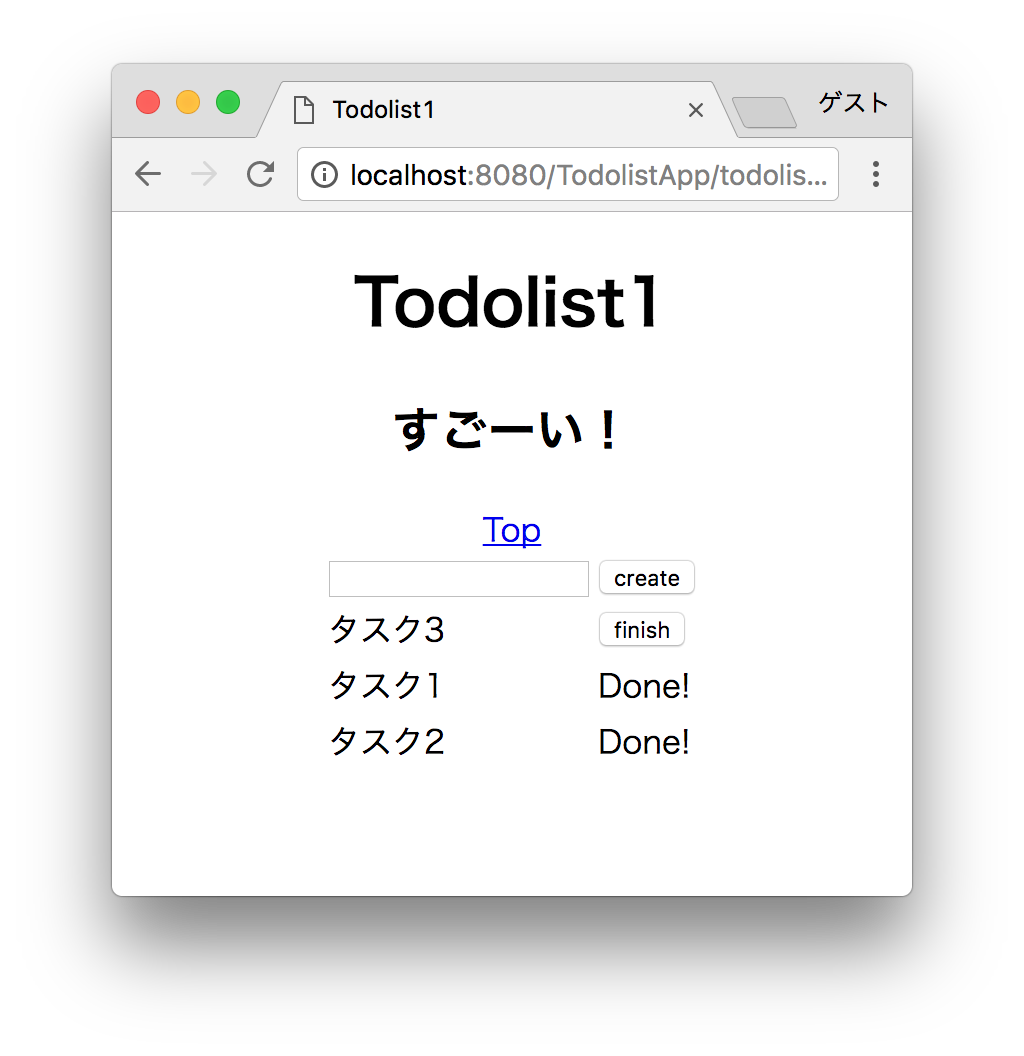 Todolist1
ゲスト
localhost:8080/TodolistApp/todolis...
Todolist1
すごーい！
Top
create
タスク3 finish
タスク1 Done!
タスク2 Done!